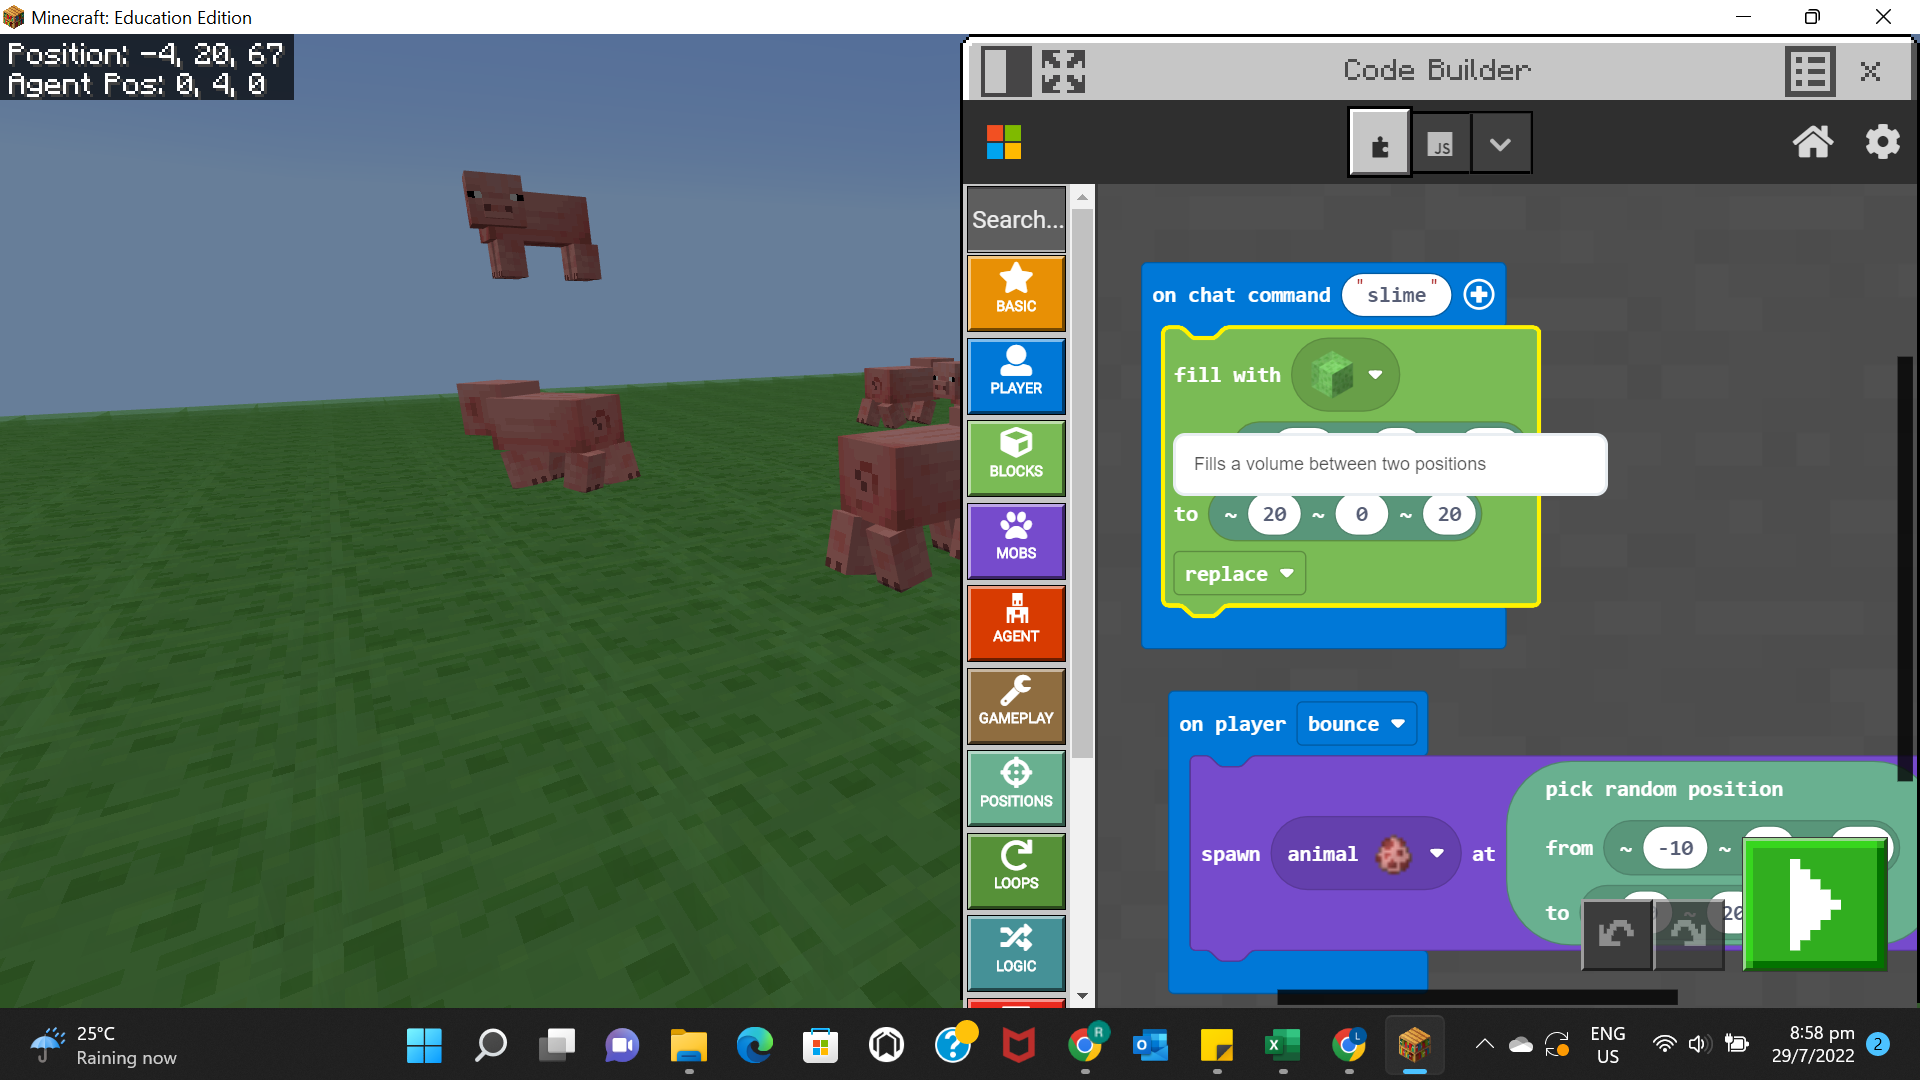 Minecraft: Education Edition
Position: -4, 20, 67
Agent Pos: 0, 4, 0
Code Builder
JS
Search...
BASIC
PLAYER
BLOCKS
MOBS
AGENT
GAMEPLAY
POSITIONS
LOOPS
LOGIC
on chat command "slime"
fill with
Fills a volume between two positions
to ~ 20 ~ 0 ~ 20
replace
on player bounce
spawn animal at
pick random position
from ~ -10 ~
to ~ 20
25°C
Raining now
R
L
ENG
US
8:58 pm
29/7/2022
2